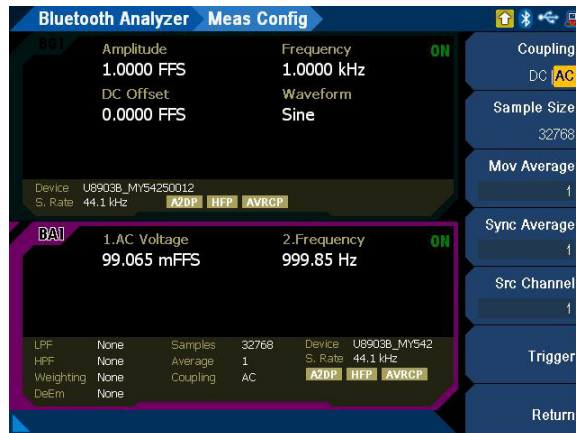 Bluetooth Analyzer Meas Config
BG1
Amplitude Frequency ON
1.0000 FFS 1.0000 kHz
DC Offset Waveform
0.0000 FFS Sine
Device U8903B_MY54250012
S. Rate 44.1 kHz A2DP HFP AVRCP
BA1
1.AC Voltage 2.Frequency ON
99.065 mFFS 999.85 Hz
LPF None Samples 32768 Device U8903B_MY542
HPF None Average 1 S. Rate 44.1 kHz
Weighting None Coupling AC A2DP HFP AVRCP
DeEm None
Coupling
DC AC
Sample Size
32768
Mov Average
1
Sync Average
1
Src Channel
1
Trigger
Return